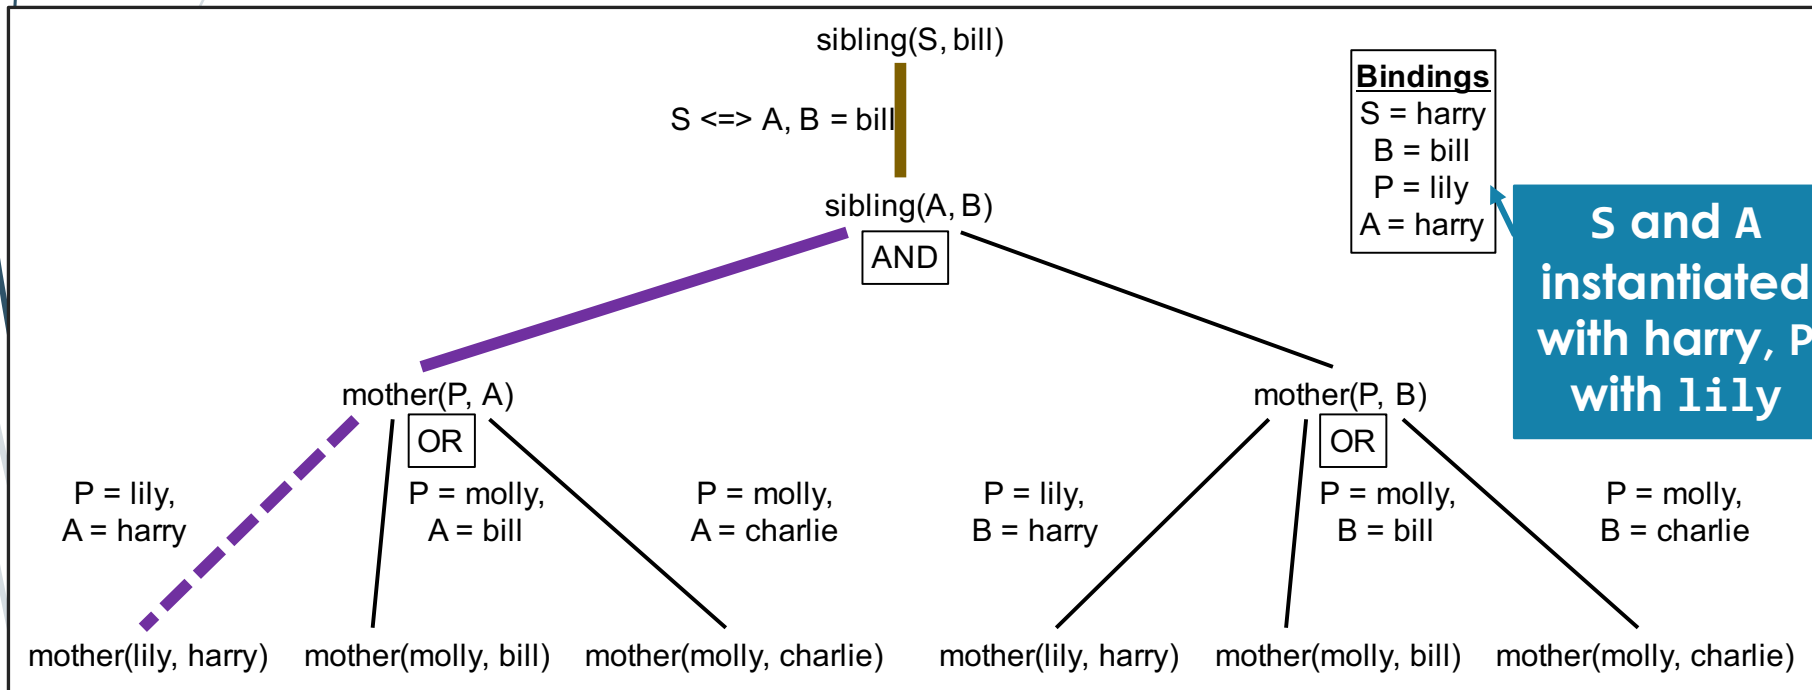 sibling(S, bill)
S <=> A, B = bill
sibling(A, B)
AND
Bindings
S = harry
B = bill
P = lily
A = harry
S and A
instantiated
with harry, P
with lily
mother(P, A)
OR
mother(P, B)
OR
P = lily,
A = harry
P = molly,
A = bill
P = molly,
A = charlie
P = lily,
B = harry
P = molly,
B = bill
P = molly,
B = charlie
mother(lily, harry)
mother(molly, bill)
mother(molly, charlie)
mother(lily, harry)
mother(molly, bill)
mother(molly, charlie)